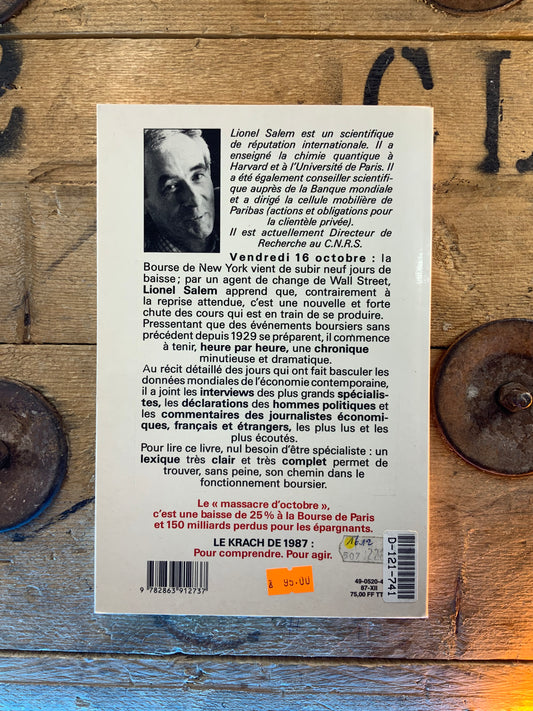 Lionel Salem est un scientifique
de réputation internationale. Il a
enseigné la chimie quantique à
Harvard et à l'Université de Paris. Il
a été également conseiller scientifi-
que auprès de la Banque mondiale
et a dirigé la cellule mobilière de
Paribas (actions et obligations pour
la clientèle privée).
Il est actuellement Directeur de
Recherche au C.N.R.S.
Vendredi 16 octobre : la
Bourse de New York vient de subir neuf jours de
baisse ; par un agent de change de Wall Street,
Lionel Salem apprend que, contrairement à
la reprise attendue, c'est une nouvelle et forte
chute des cours qui est en train de se produire.
Pressentant que des événements boursiers sans
précédent depuis 1929 se préparent, il commence
à tenir, heure par heure, une chronique
minutieuse et dramatique.
Au récit détaillé des jours qui ont fait basculer les
données mondiales de l'économie contemporaine,
il a joint les interviews des plus grands spécialis-
tes, les déclarations des hommes politiques et
les commentaires des journalistes économi-
ques, français et étrangers, les plus lus et les
plus écoutés.
Pour lire ce livre, nul besoin d'être spécialiste : un
lexique très clair et très complet permet de
trouver, sans peine, son chemin dans le
fonctionnement boursier.
Le « massacre d'octobre »,
c'est une baisse de 25 % à la Bourse de Paris
et 150 milliards perdus pour les épargnants.
LE KRACH DE 1987 :
Pour comprendre. Pour agir.
9 782863 912737
95.00
16.12
D-121-741
49-0520-4
87-XII
75,00 FF TT